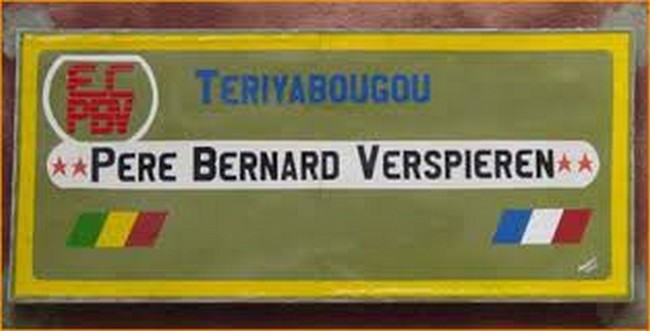 EC
PBV
TERIYABOUGOU
PERE BERNARD VERSPIEREN